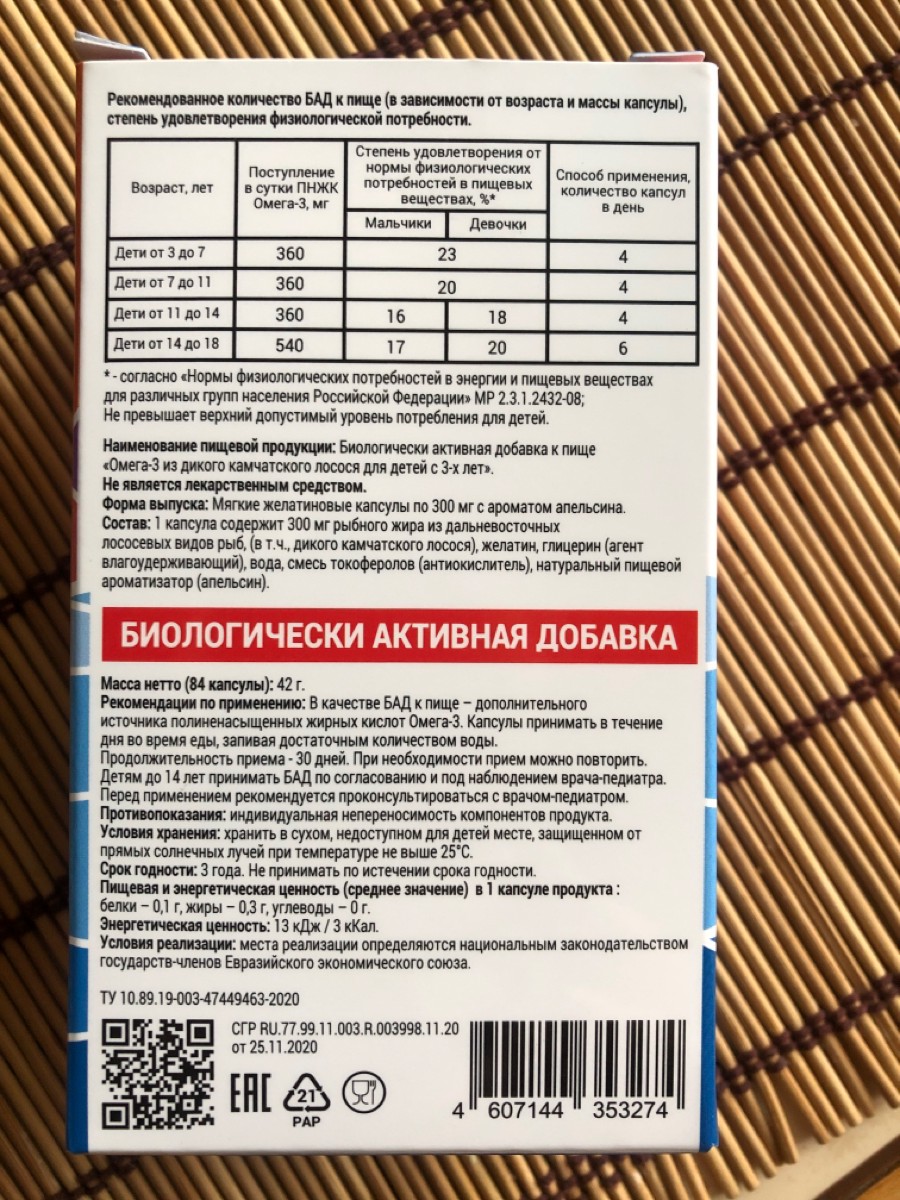 Рекомендованное количество БАД к пище (в зависимости от возраста и массы капсулы),
степень удовлетворения физиологической потребности.
Возраст, лет
Поступление
в сутки ПНЖК
Омега-3, мг
Степень удовлетворения от
нормы физиологических
потребностей в пищевых
веществах, %*
Мальчики Девочки
Способ применения,
количество капсул
в день
Дети от 3 до 7 360 23 4
Дети от 7 до 11 360 20 4
Дети от 11 до 14 360 16 18 4
Дети от 14 до 18 540 17 20 6
* - согласно «Нормы физиологических потребностей в энергии и пищевых веществах
для различных групп населения Российской Федерации» МР 2.3.1.2432-08;
Не превышает верхний допустимый уровень потребления для детей.
Наименование пищевой продукции: Биологически активная добавка к пище
«Омега-3 из дикого камчатского лосося для детей с 3-х лет».
Не является лекарственным средством.
Форма выпуска: Мягкие желатиновые капсулы по 300 мг с ароматом апельсина.
Состав: 1 капсула содержит 300 мг рыбного жира из дальневосточных
лососевых видов рыб, (в т.ч., дикого камчатского лосося), желатин, глицерин (агент
влагоудерживающий), вода, смесь токоферолов (антиокислитель), натуральный пищевой
ароматизатор (апельсин).
БИОЛОГИЧЕСКИ АКТИВНАЯ ДОБАВКА
Масса нетто (84 капсулы): 42 г.
Рекомендации по применению: В качестве БАД к пище – дополнительного
источника полиненасыщенных жирных кислот Омега-3. Капсулы принимать в течение
дня во время еды, запивая достаточным количеством воды.
Продолжительность приема - 30 дней. При необходимости прием можно повторить.
Детям до 14 лет принимать БАД по согласованию и под наблюдением врача-педиатра.
Перед применением рекомендуется проконсультироваться с врачом-педиатром.
Противопоказания: индивидуальная непереносимость компонентов продукта.
Условия хранения: хранить в сухом, недоступном для детей месте, защищенном от
прямых солнечных лучей при температуре не выше 25°С.
Срок годности: 3 года. Не принимать по истечении срока годности.
Пищевая и энергетическая ценность (среднее значение) в 1 капсуле продукта :
белки – 0,1 г, жиры – 0,3 г, углеводы – 0 г.
Энергетическая ценность: 13 кДж / 3 кКал.
Условия реализации: места реализации определяются национальным законодательством
государств-членов Евразийского экономического союза.
ТУ 10.89.19-003-47449463-2020
СГР RU.77.99.11.003.R.003998.11.20
от 25.11.2020
EAC
21
PAP
4 607144 353274